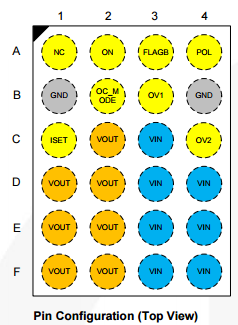 1 2 3 4
A NC ON FLAGB POL
B GND OC_M
ODE OV1 GND
C ISET VOUT VIN OV2
D VOUT VOUT VIN VIN
E VOUT VOUT VIN VIN
F VOUT VOUT VIN VIN
Pin Configuration (Top View)